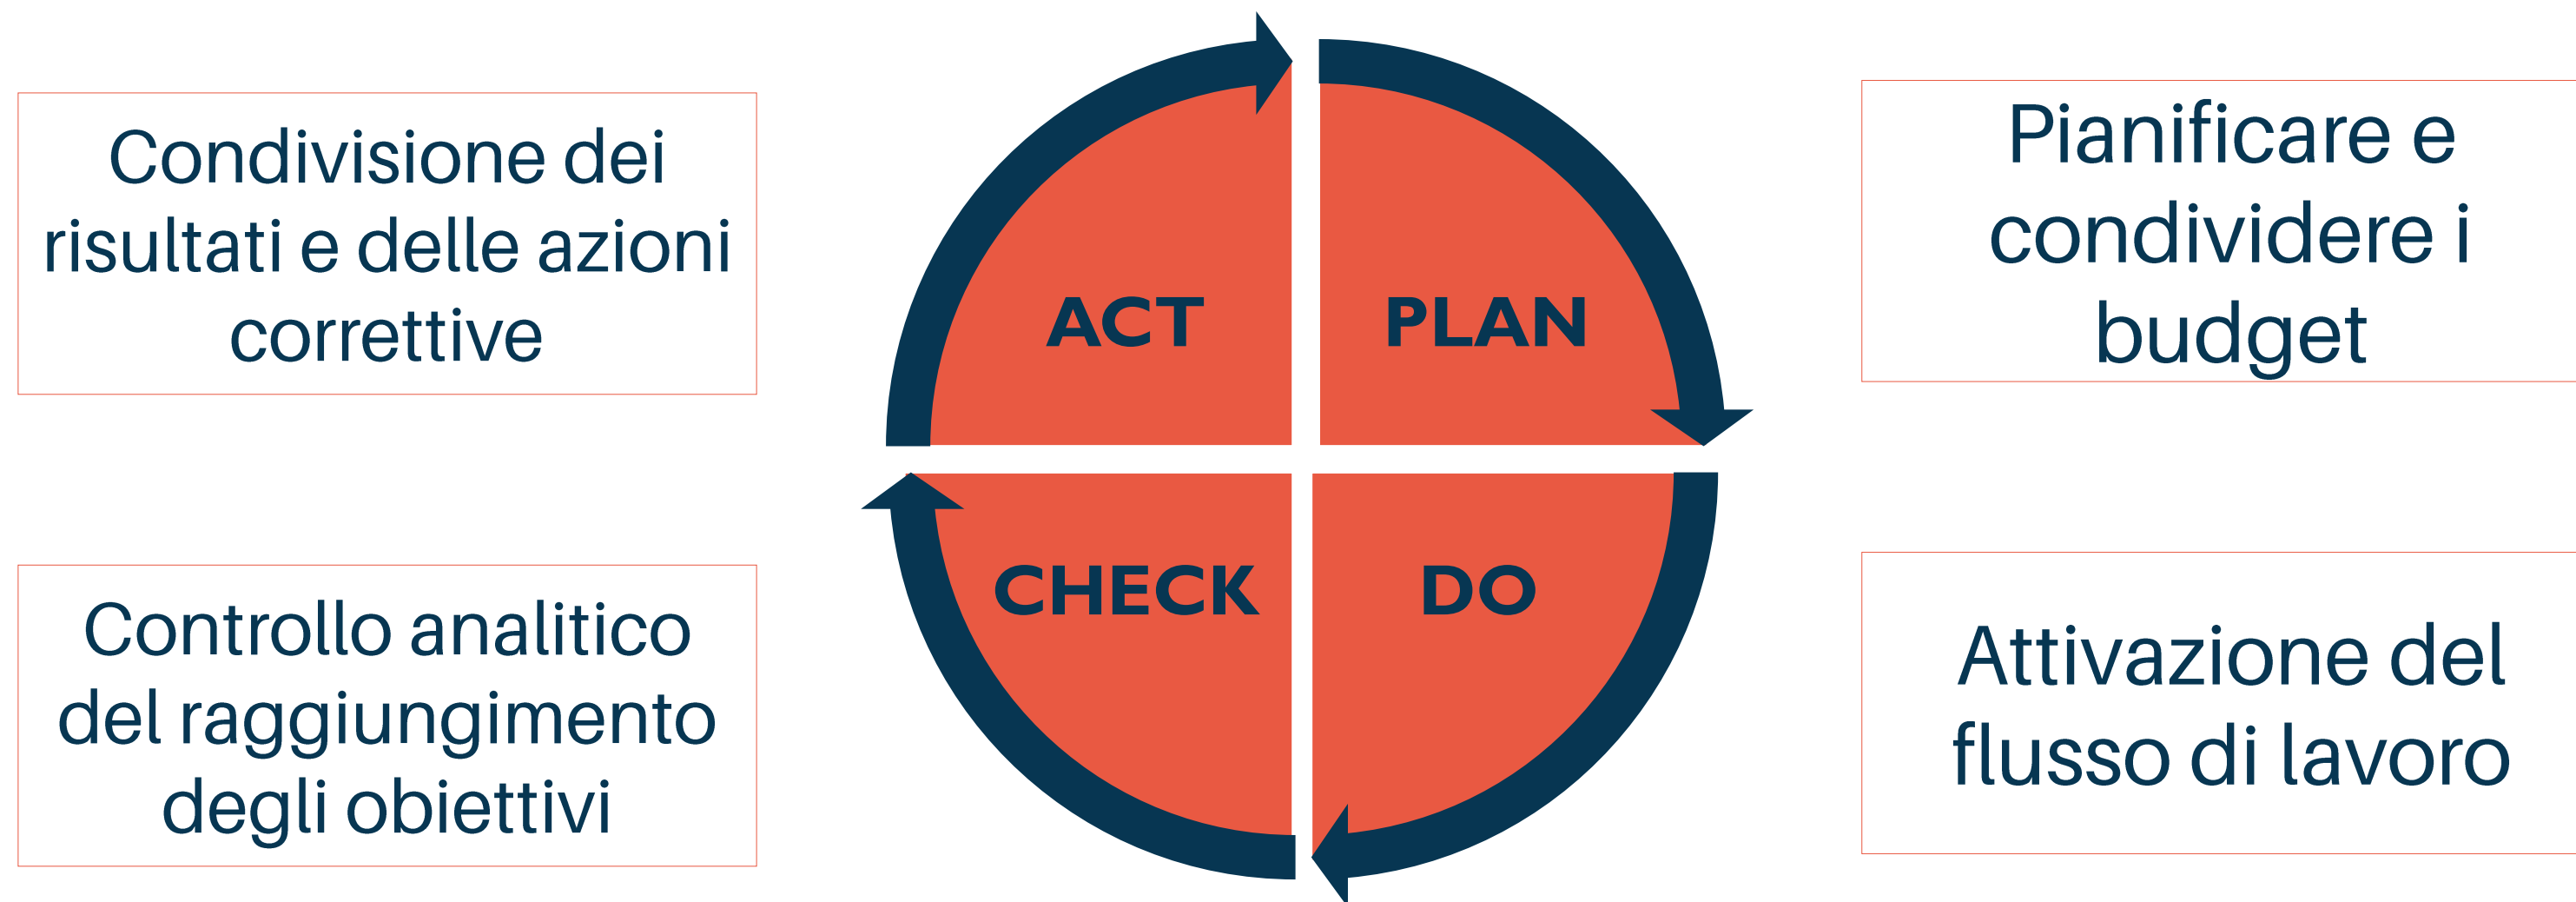 Condivisione dei
risultati e delle azioni
correttive
ACT
PLAN
Pianificare e
condividere i
budget
Controllo analitico
del raggiungimento
degli obiettivi
CHECK
DO
Attivazione del
flusso di lavoro